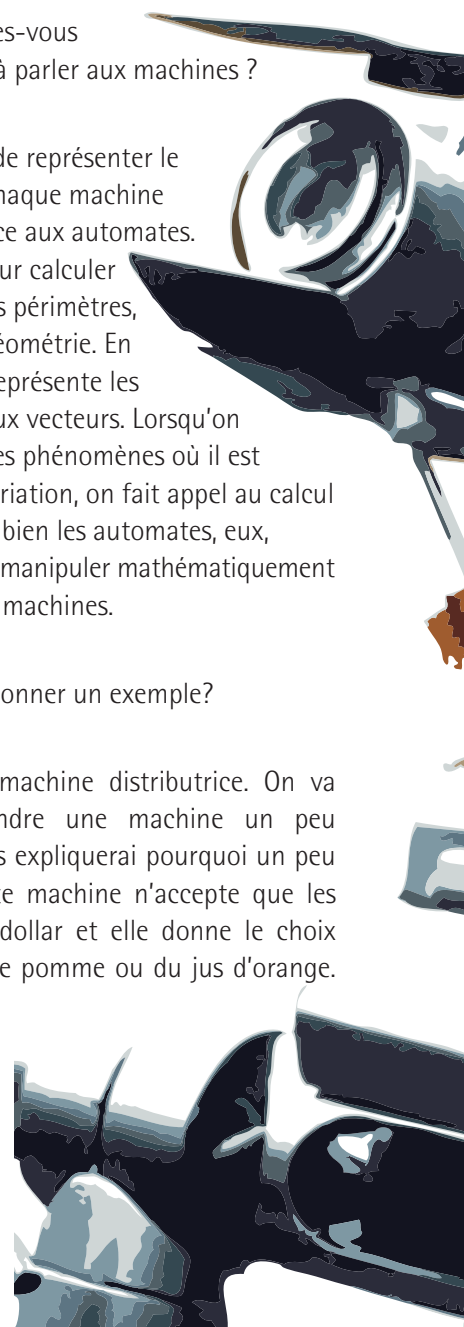 es-vous
à parler aux machines ?
de représenter le
haque machine
ce aux automates.
ur calculer
s périmètres,
éométrie. En
eprésente les
ux vecteurs. Lorsqu'on
es phénomènes où il est
riation, on fait appel au calcul
bien les automates, eux,
manipuler mathématiquement
machines.
onner un exemple?
machine distributrice. On va
ndre une machine un peu
s expliquerai pourquoi un peu
te machine n'accepte que les
dollar et elle donne le choix
e pomme ou du jus d'orange.